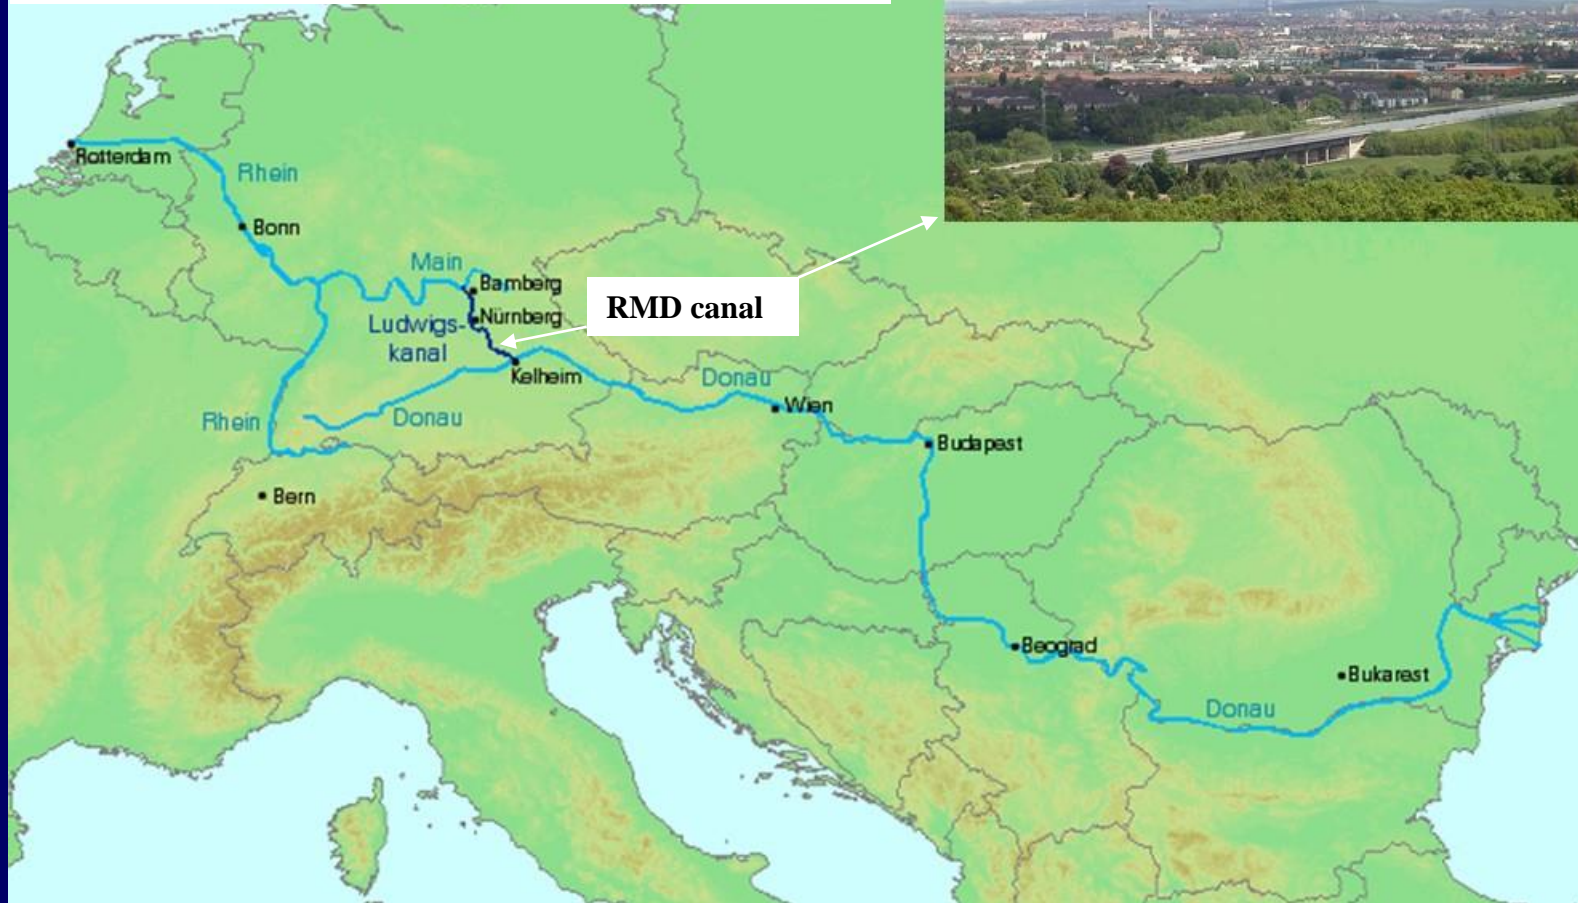 Rotterdam
Rhein
Bonn
Main
Bamberg
RMD canal
Nürnberg
Ludwigs-
kanal
Kelheim
Donau
Wien
Rhein
Donau
Budapest
Bern
Beograd
Bukarest
Donau